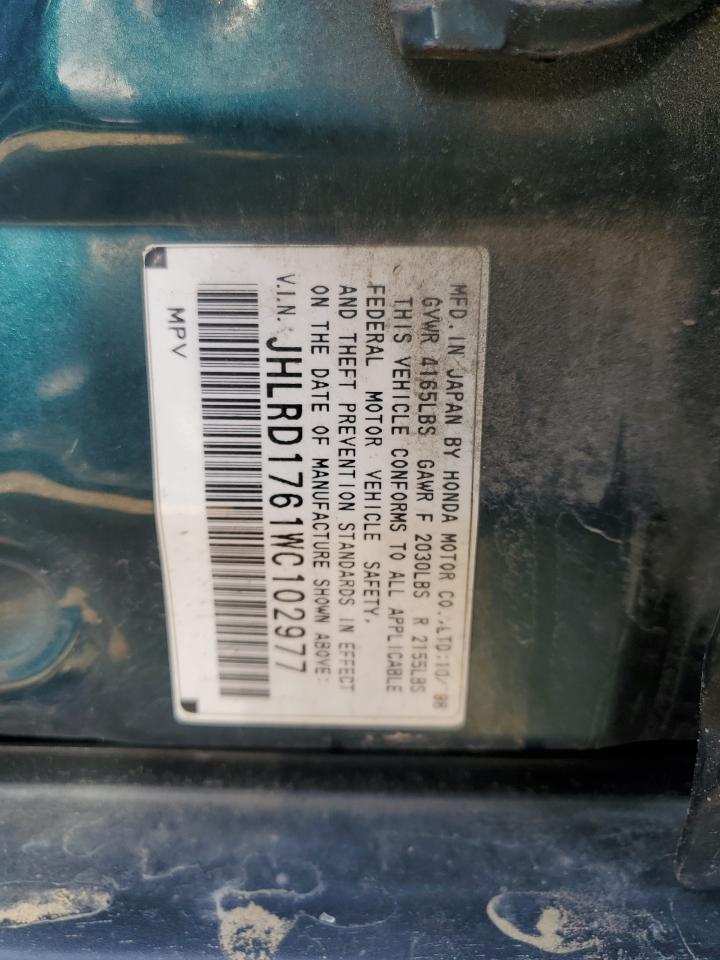 MFD. IN JAPAN BY HONDA MOTOR CO., LTD.
GVWR 4165LBS GAWR F 2030LBS R 2155LBS
THIS VEHICLE CONFORMS TO ALL APPLICABLE
FEDERAL MOTOR VEHICLE SAFETY,
AND THEFT PREVENTION STANDARDS IN EFFECT
ON THE DATE OF MANUFACTURE SHOWN ABOVE:
V.I.N. JHLRD1761WC102977
MPV